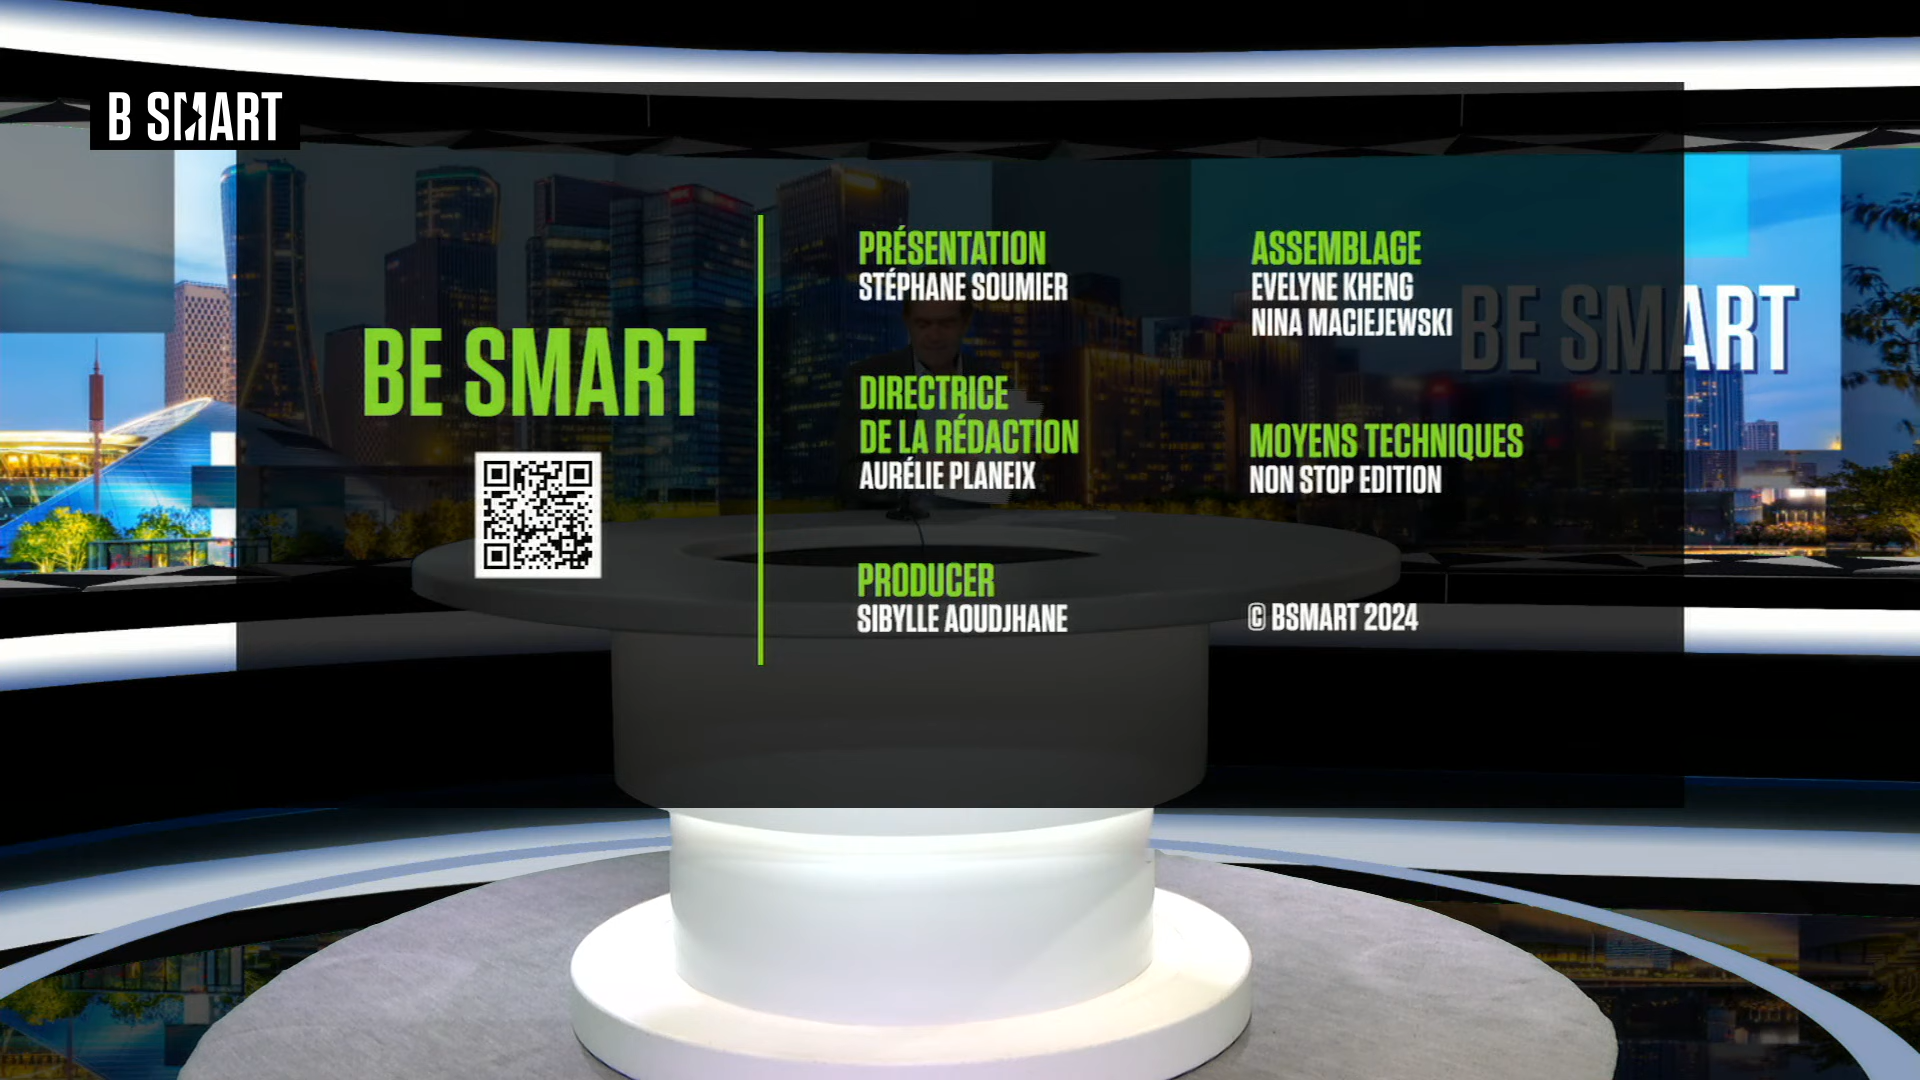 B SMART
BE SMART
PRÉSENTATION
STÉPHANE SOUMIER
DIRECTRICE
DE LA RÉDACTION
AURÉLIE PLANEIX
PRODUCER
SIBYLLE AOUDJHANE
ASSEMBLAGE
EVELYNE KHENG
NINA MACIEJEWSKI
MOYENS TECHNIQUES
NON STOP EDITION
© BSMART 2024
BE SMART